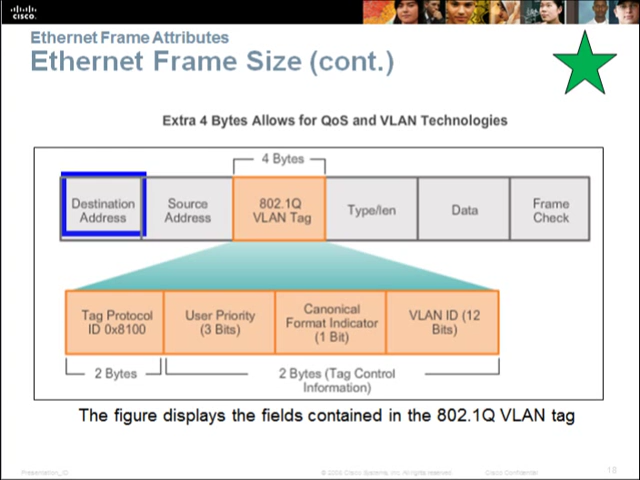 CISCO
Ethernet Frame Attributes
Ethernet Frame Size (cont.)
Extra 4 Bytes Allows for QoS and VLAN Technologies
4 Bytes
Destination
Address
Source
Address
802.1Q
VLAN Tag
Type/len
Data
Frame
Check
Tag Protocol
ID 0x8100
User Priority
(3 Bits)
Canonical
Format Indicator
(1 Bit)
VLAN ID (12
Bits)
2 Bytes
2 Bytes (Tag Control
Information)
The figure displays the fields contained in the 802.1Q VLAN tag
Presentation_ID
© 2008 Cisco Systems, Inc. All rights reserved.
Cisco Confidential
18